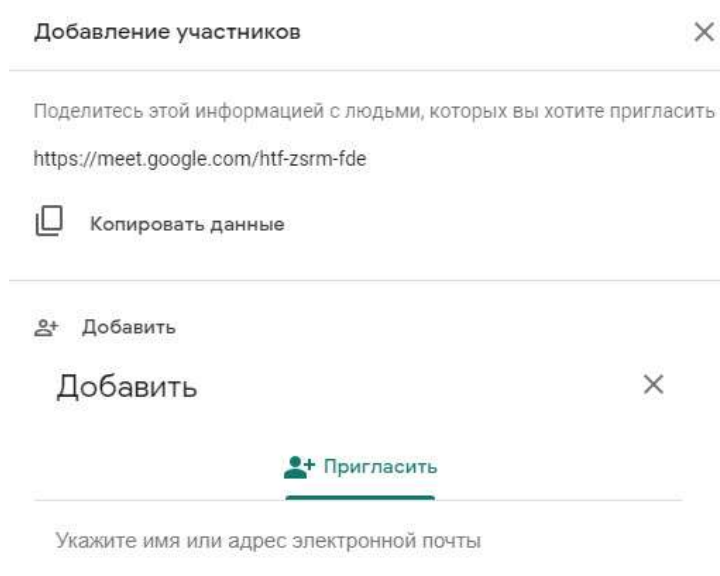 Добавление участников
Поделитесь этой информацией с людьми, которых вы хотите пригласить
https://meet.google.com/htf-zsrm-fde
Копировать данные
Добавить
Добавить
Пригласить
Укажите имя или адрес электронной почты